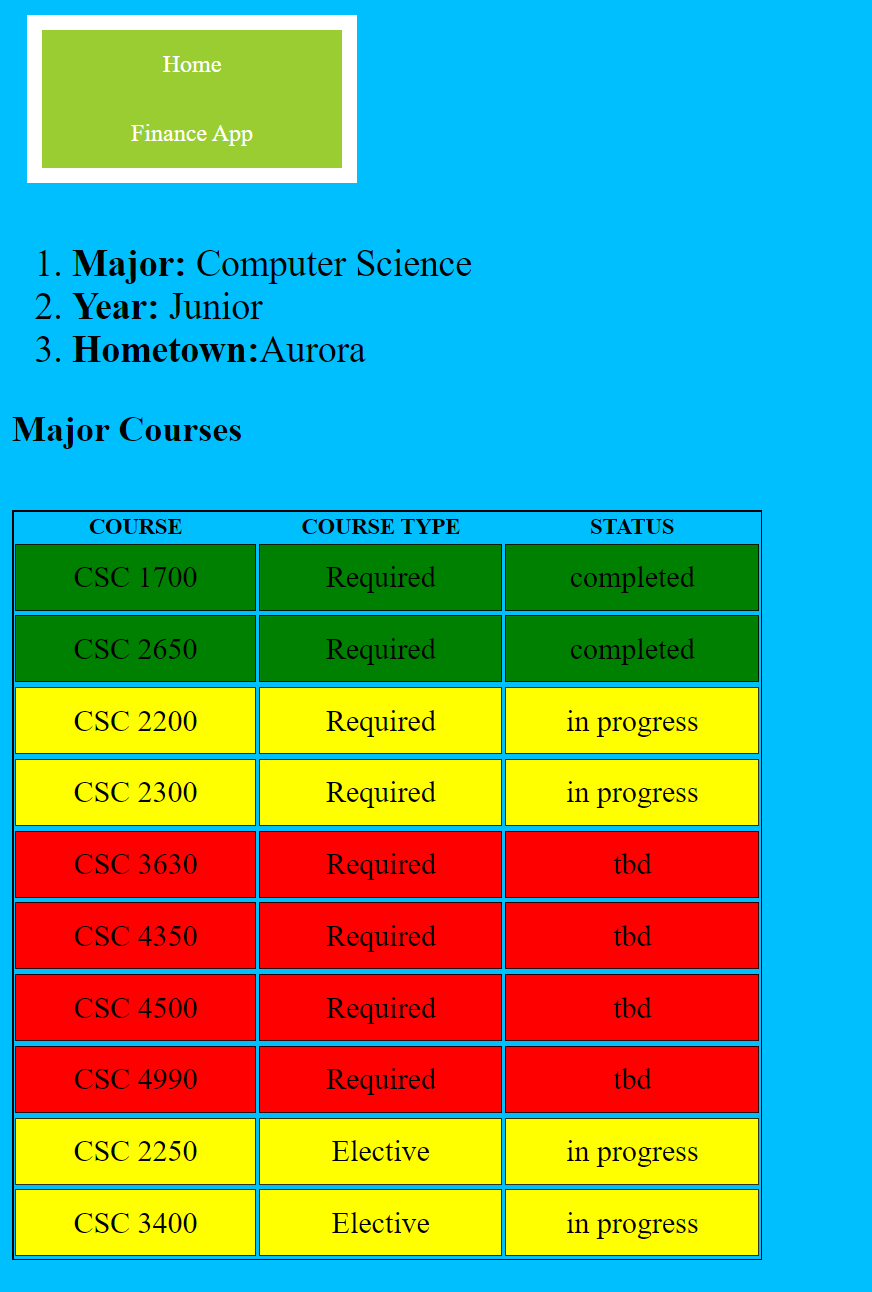 Home
Finance App
1. Major: Computer Science
2. Year: Junior
3. Hometown:Aurora
Major Courses
COURSE COURSE TYPE STATUS
CSC 1700 Required completed
CSC 2650 Required completed
CSC 2200 Required in progress
CSC 2300 Required in progress
CSC 3630 Required tbd
CSC 4350 Required tbd
CSC 4500 Required tbd
CSC 4990 Required tbd
CSC 2250 Elective in progress
CSC 3400 Elective in progress